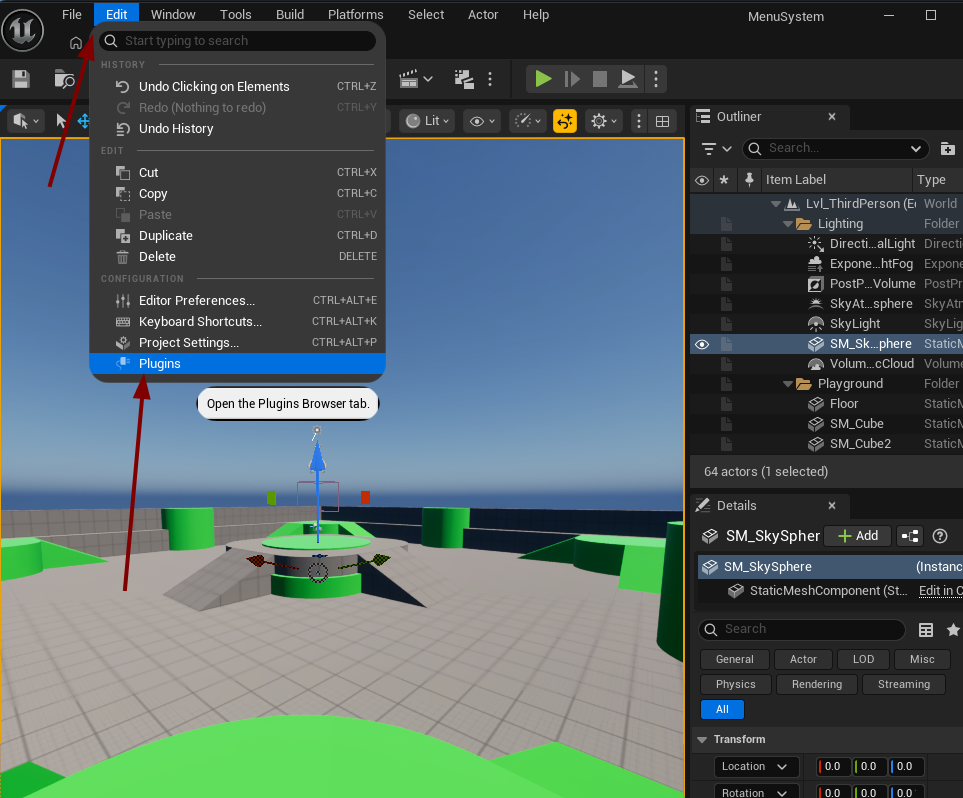 File Edit Window Tools Build Platforms Select Actor Help
MenuSystem
Start typing to search
HISTORY
Undo Clicking on Elements CTRL+Z
Redo (Nothing to redo) CTRL+Y
Undo History
EDIT
Cut CTRL+X
Copy CTRL+C
Paste CTRL+V
Duplicate CTRL+D
Delete DELETE
CONFIGURATION
Editor Preferences... CTRL+ALT+E
Keyboard Shortcuts... CTRL+ALT+K
Project Settings... CTRL+ALT+P
Plugins
Open the Plugins Browser tab.
Lit
Outliner
Search...
Item Label Type
Lvl_ThirdPerson (E World
Lighting Folder
Directi...alLight Directi
Expone...htFog Expone
PostP...Volume PostPr
SkyAt...sphere SkyAtn
SkyLight SkyLig
SM_Sk...phere StaticM
Volum...cCloud Volum
Playground Folder
Floor StaticM
SM_Cube StaticM
SM_Cube2 StaticM
64 actors (1 selected)
Details
SM_SkySpher Add
SM_SkySphere (Instanc
StaticMeshComponent (St... Edit in C
Search
General Actor LOD Misc
Physics Rendering Streaming
All
Transform
Location 0.0 0.0 0.0
Rotation 0.0 0.0 0.0